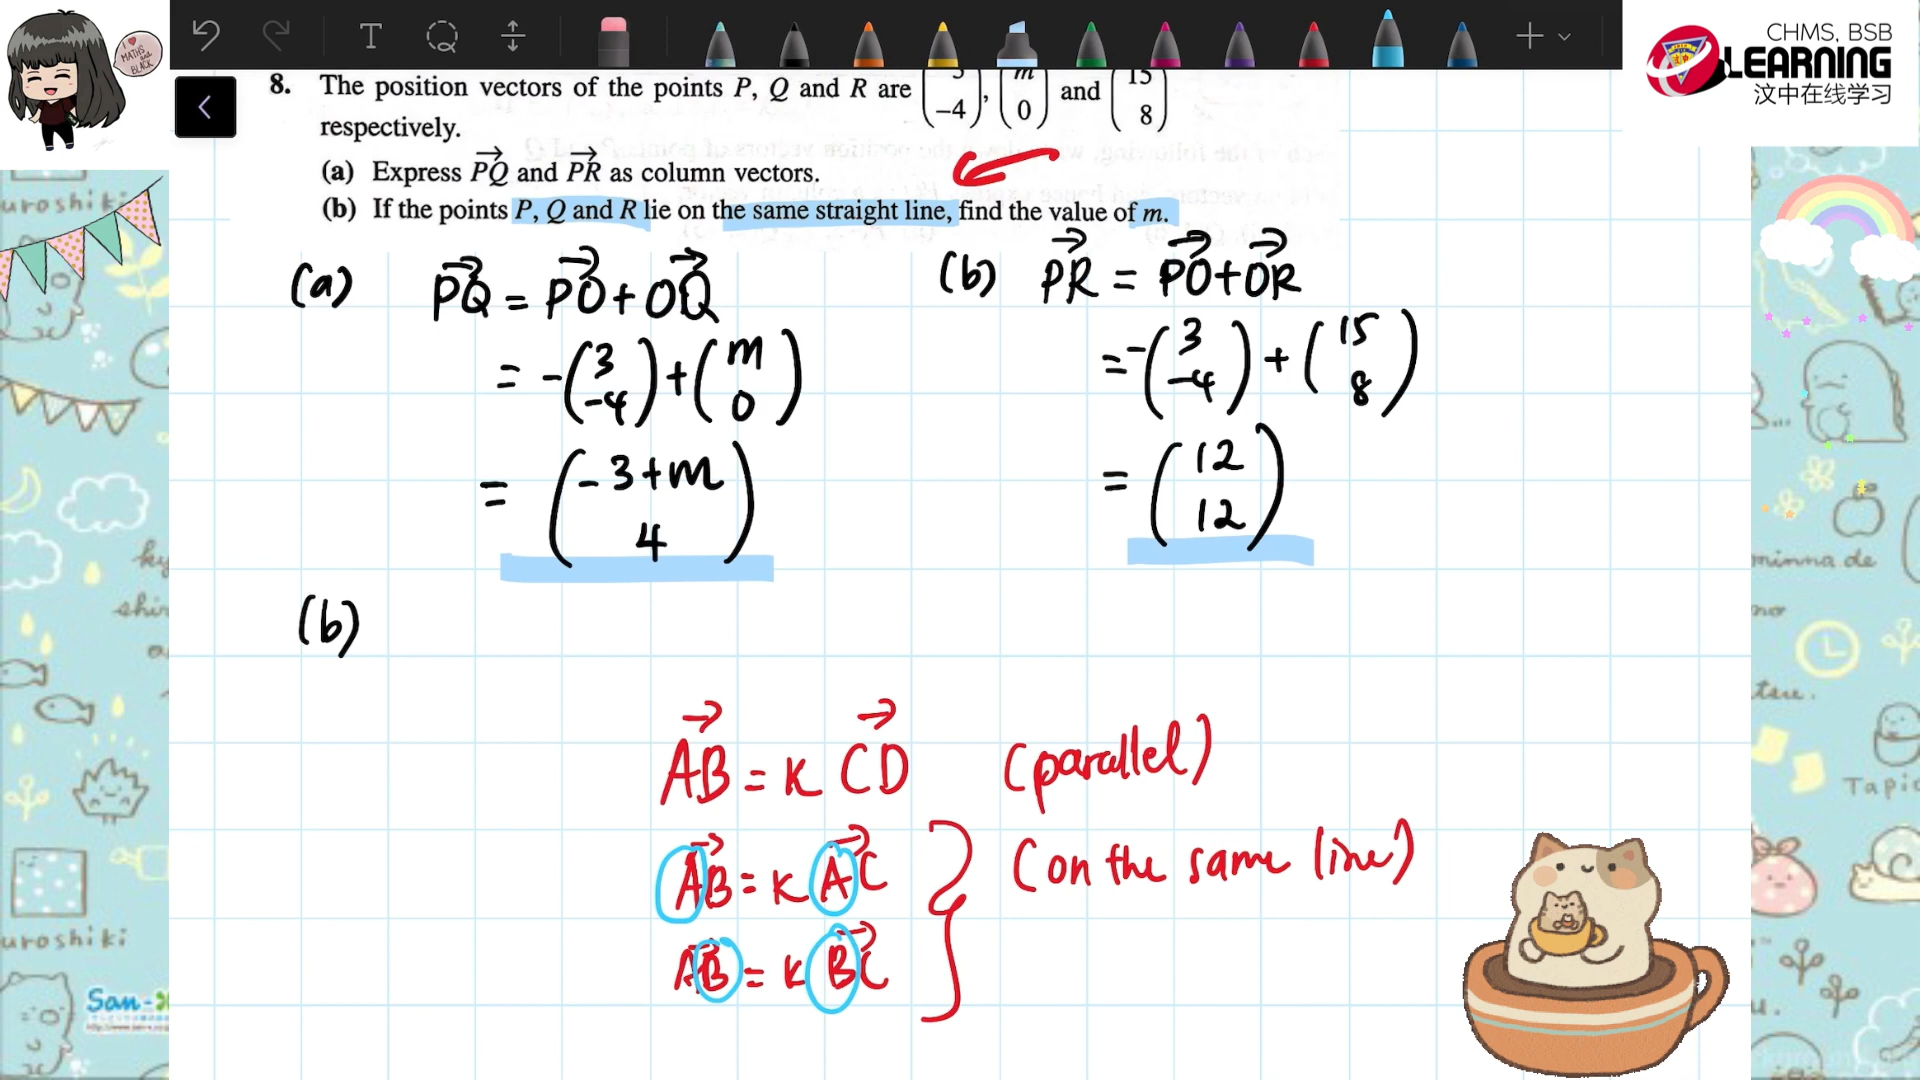 I ❤ MATHS and BLACK
CHMS, BSB
LEARNING
汶中在线学习
8. The position vectors of the points P, Q and R are (3 −4), (m 0) and (15 8)
respectively.
(a) Express PQ and PR as column vectors.
(b) If the points P, Q and R lie on the same straight line, find the value of m.
(a) PQ = PO + OQ
= -(3 -4) + (m 0)
= (-3+m 4)
(b) PR = PO + OR
= -(3 -4) + (15 8)
= (12 12)
(b)
AB = K CD (parallel)
AB = K AC (on the same line)
AB = K BC
uroshiki
San-X
minna de
Tapio
uroshiki